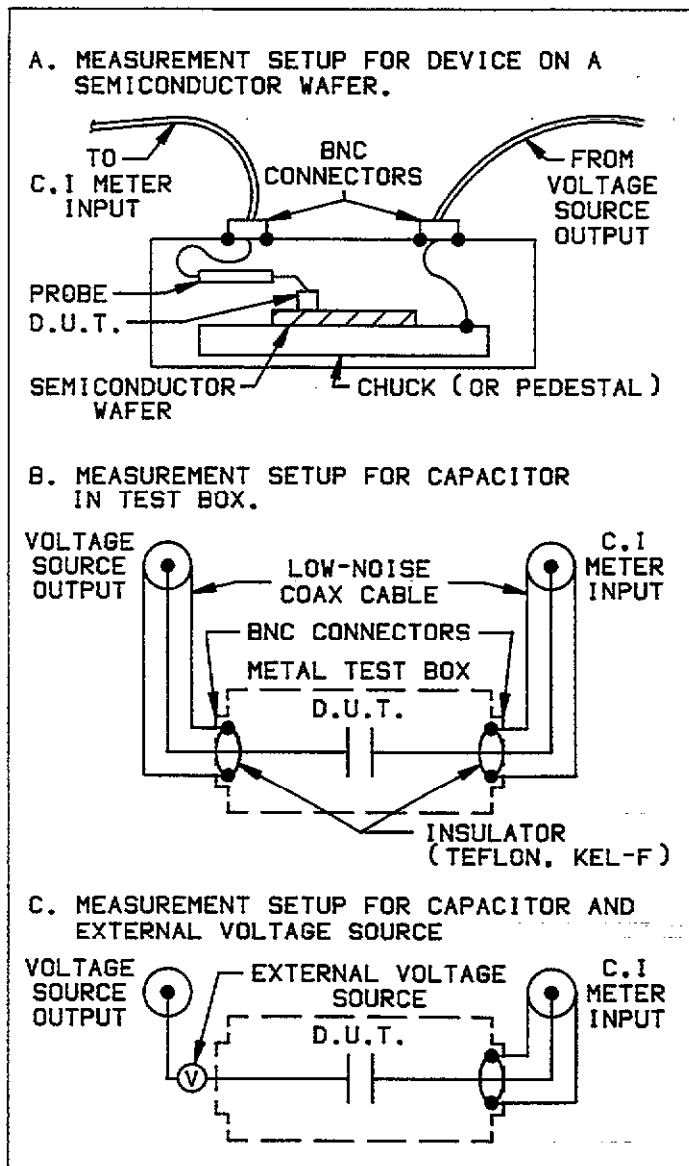 A. MEASUREMENT SETUP FOR DEVICE ON A
SEMICONDUCTOR WAFER.
TO
C.I METER
INPUT
BNC
CONNECTORS
FROM
VOLTAGE
SOURCE
OUTPUT
PROBE
D.U.T.
SEMICONDUCTOR
WAFER
CHUCK (OR PEDESTAL)
B. MEASUREMENT SETUP FOR CAPACITOR
IN TEST BOX.
VOLTAGE
SOURCE
OUTPUT
LOW-NOISE
COAX CABLE
C.I
METER
INPUT
BNC CONNECTORS
METAL TEST BOX
D.U.T.
INSULATOR
(TEFLON, KEL-F)
C. MEASUREMENT SETUP FOR CAPACITOR AND
EXTERNAL VOLTAGE SOURCE
VOLTAGE
SOURCE
OUTPUT
EXTERNAL VOLTAGE
SOURCE
C.I
METER
INPUT
D.U.T.
V